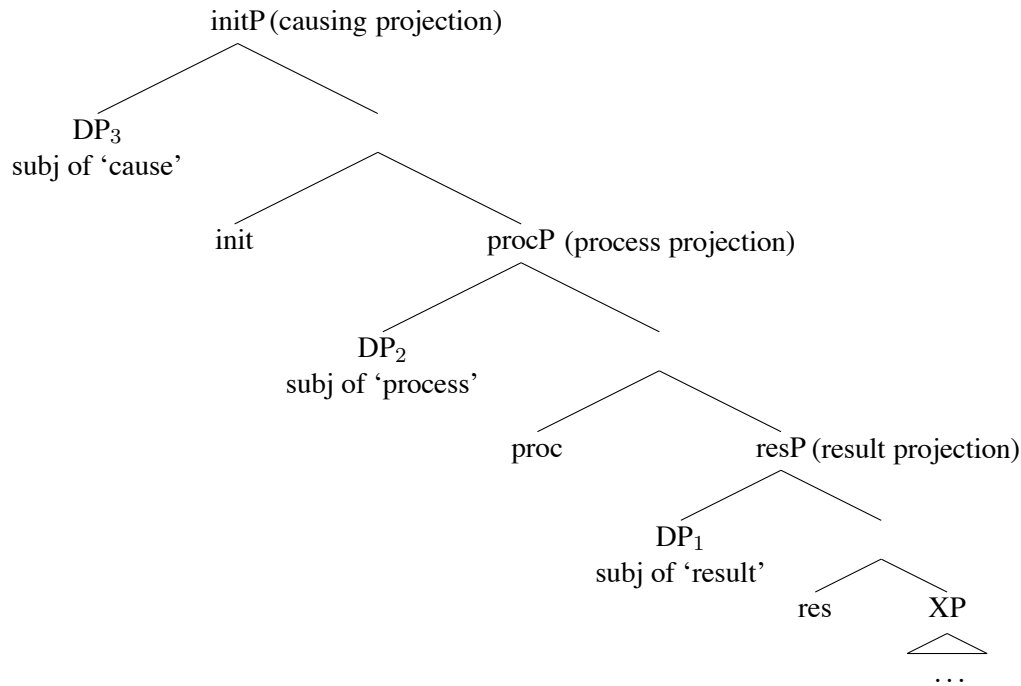 initP (causing projection)
DP₃
subj of ‘cause’
init
procP (process projection)
DP₂
subj of ‘process’
proc
resP (result projection)
DP₁
subj of ‘result’
res
XP
. . .